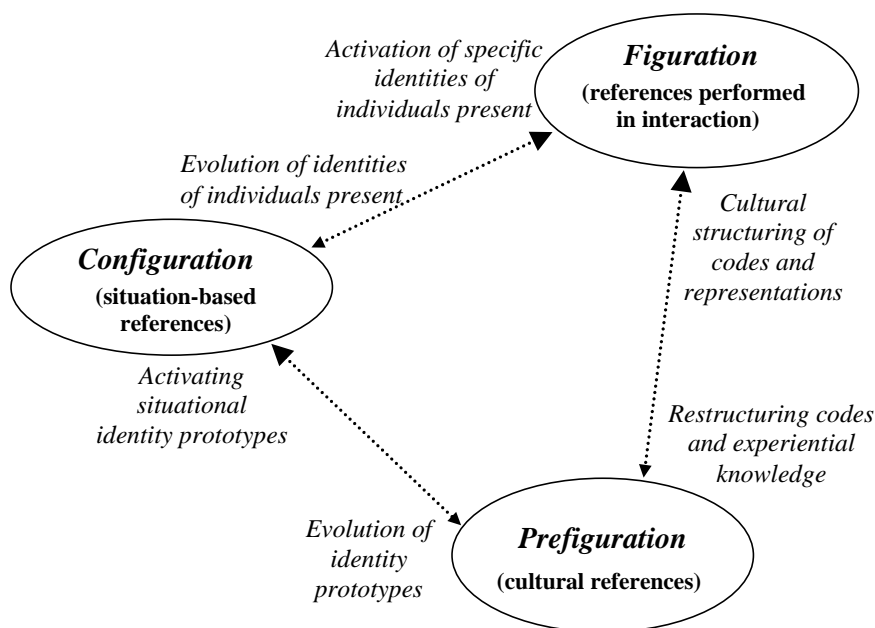 Activation of specific
identities of
individuals present
Figuration
(references performed
in interaction)
Evolution of identities
of individuals present
Cultural
structuring of
codes and
representations
Configuration
(situation-based
references)
Activating
situational
identity prototypes
Restructuring codes
and experiential
knowledge
Evolution of
identity
prototypes
Prefiguration
(cultural references)